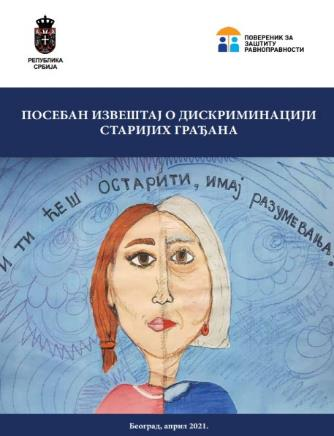 РЕПУБЛИКА
СРБИЈА
ПОВЕРЕНИК ЗА
ЗАШТИТУ
РАВНОПРАВНОСТИ
ПОСЕБАН ИЗВЕШТАЈ О ДИСКРИМИНАЦИЈИ
СТАРИЈИХ ГРАЂАНА
И ТИ ЋЕШ ОСТАРИТИ, ИМАЈ РАЗУМЕВАЊА.
Београд, април 2021.